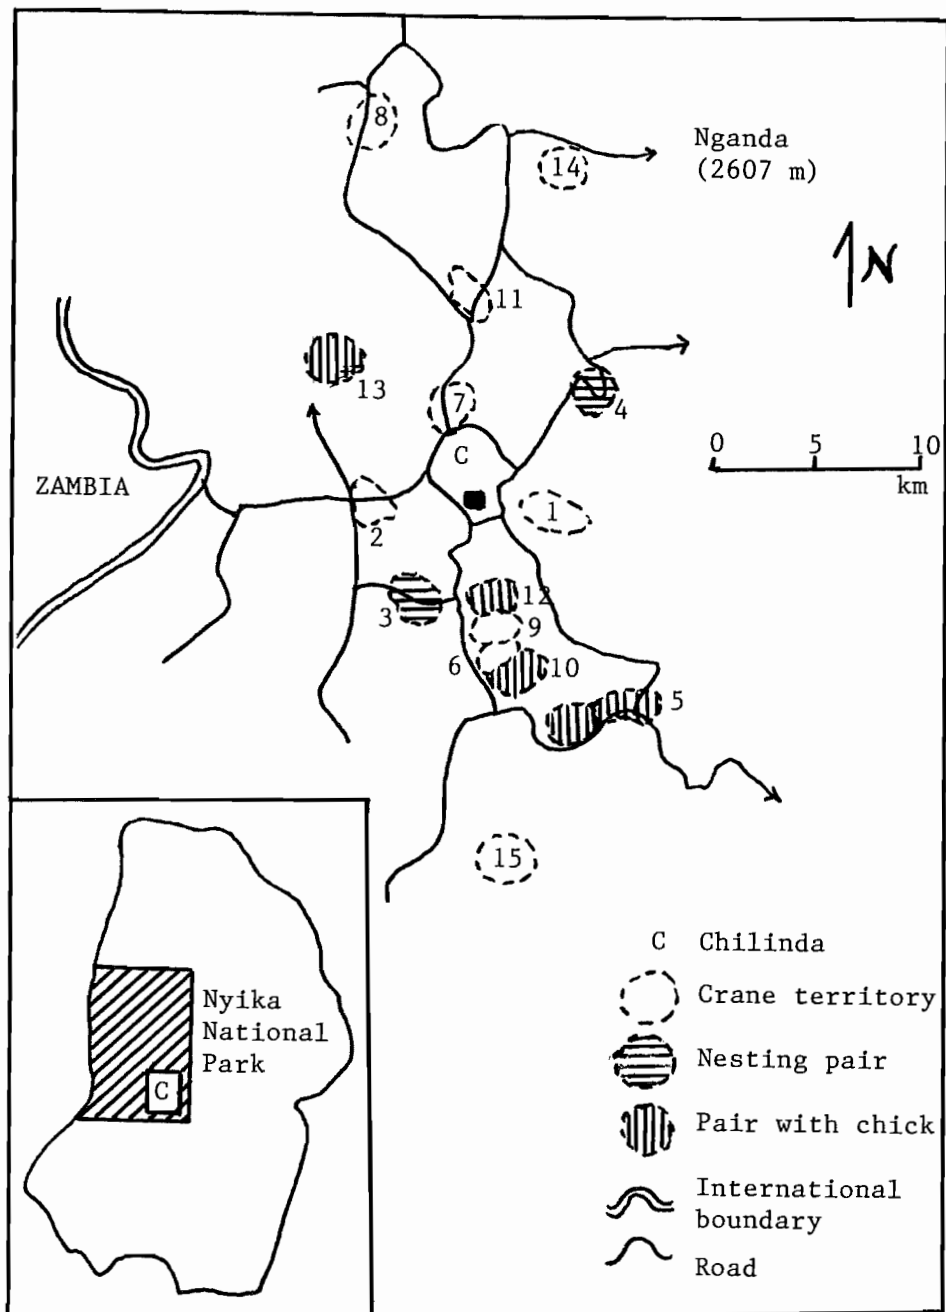 8
Nganda
(2607 m)
14
N
11
13
7
4
C
0 5 10
km
ZAMBIA
1
2
12
3
9
6
10
5
15
C Chilinda
Crane territory
Nesting pair
Pair with chick
International
boundary
Road
Nyika
National
Park
C